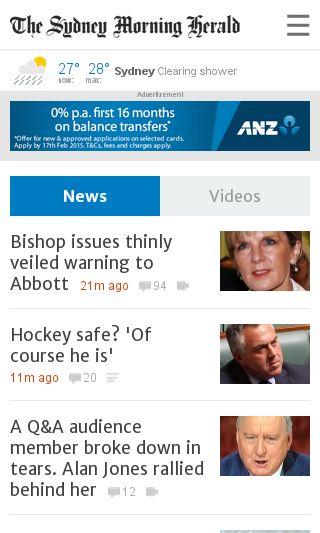 The Sydney Morning Herald
27° 28° Sydney Clearing shower
now: max:
Advertisement
0% p.a. first 16 months
on balance transfers*
*Offer for new & approved applications on selected cards.
Apply by 17th Feb 2015. T&Cs, fees and charges apply.
ANZ
News Videos
Bishop issues thinly
veiled warning to
Abbott 21m ago 94
Hockey safe? 'Of
course he is'
11m ago 20
A Q&A audience
member broke down in
tears. Alan Jones rallied
behind her 12